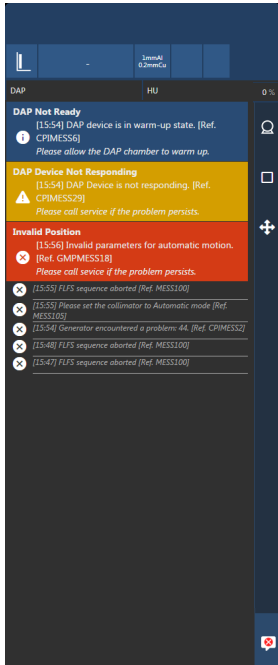 -
1mmAl
0.2mmCu
DAP HU 0 %
DAP Not Ready
[15:54] DAP device is in warm-up state. [Ref.
CPIMESS6]
Please allow the DAP chamber to warm up.
DAP Device Not Responding
[15:54] DAP Device is not responding. [Ref.
CPIMESS29]
Please call service if the problem persists.
Invalid Position
[15:56] Invalid parameters for automatic motion.
[Ref. GMPMESS18]
Please call sevice if the problem persists.
[15:55] FLFS sequence aborted [Ref. MESS100]
[15:55] Please set the collimator to Automatic mode [Ref.
MESS105]
[15:54] Generator encountered a problem: 44. [Ref. CPIMESS2]
[15:48] FLFS sequence aborted [Ref. MESS100]
[15:47] FLFS sequence aborted [Ref. MESS100]